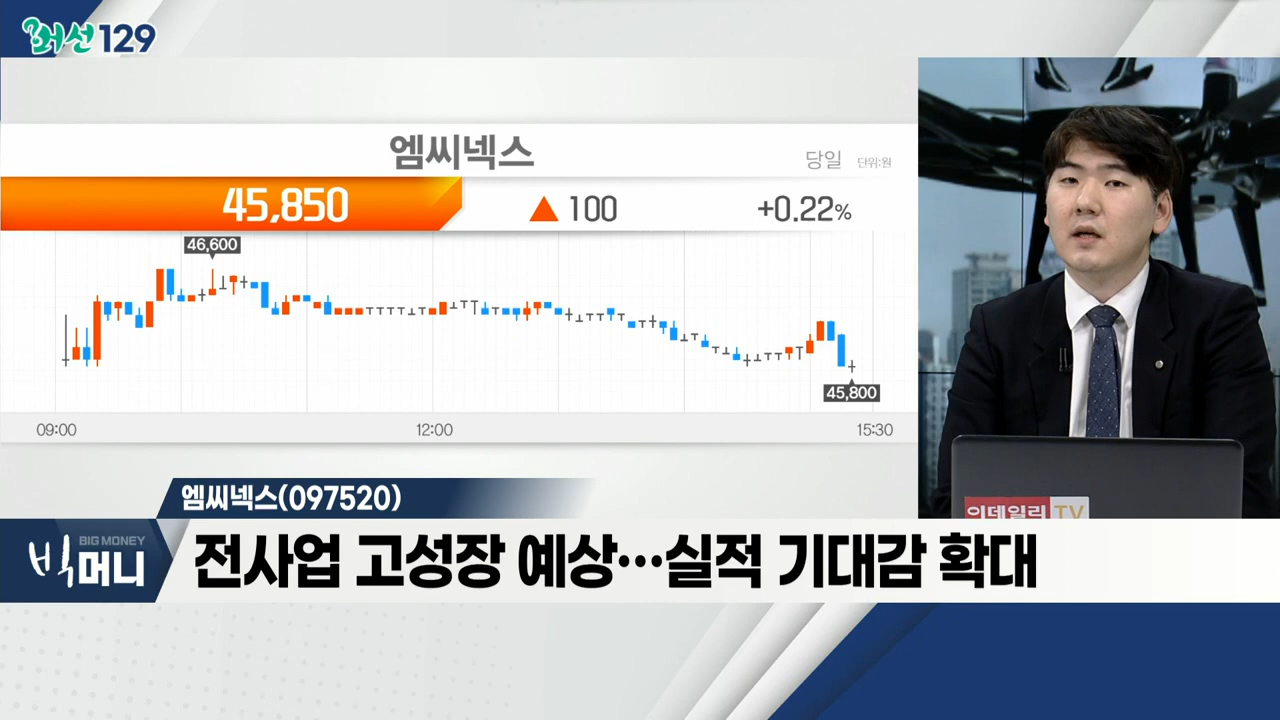 머선129
엠씨넥스
당일 단위:원
45,850 ▲ 100 +0.22%
46,600
45,800
09:00 12:00 15:30
엠씨넥스(097520)
이데일리TV
BIG MONEY
빅머니
전사업 고성장 예상…실적 기대감 확대